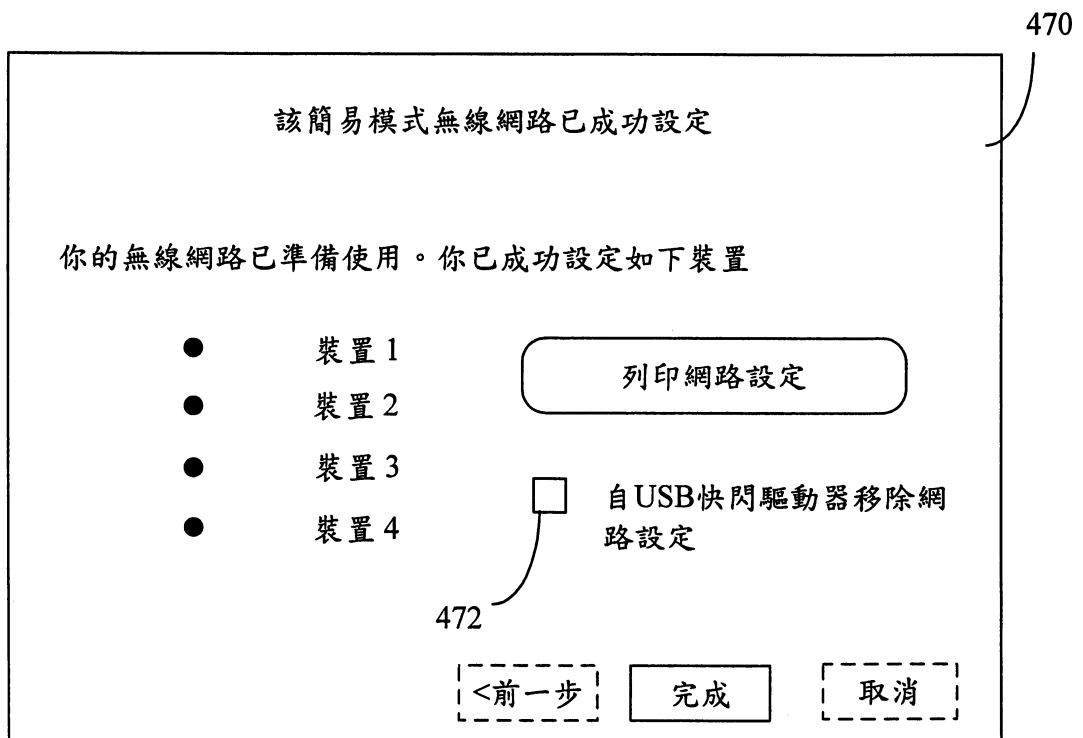 470
該簡易模式無線網路已成功設定
你的無線網路已準備使用。你已成功設定如下裝置
● 裝置1
● 裝置2
● 裝置3
● 裝置4
列印網路設定
自USB快閃驅動器移除網
路設定
472
<前一步
完成
取消